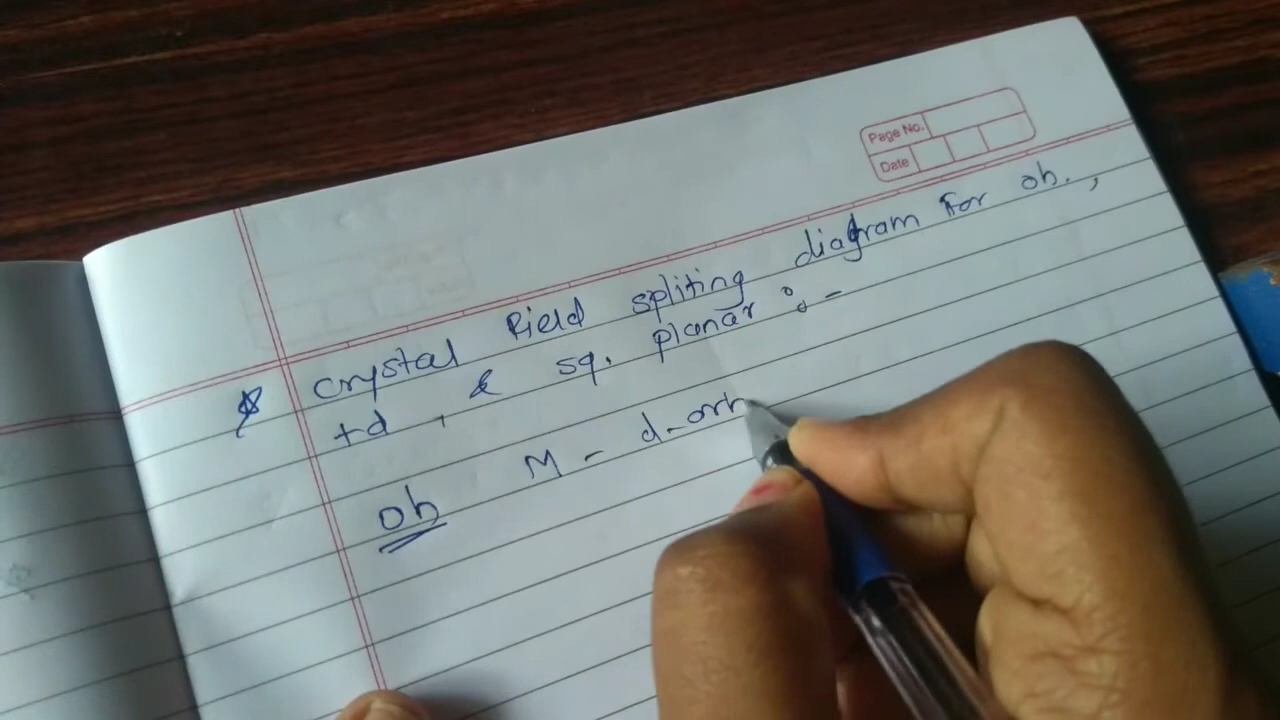 Page No.
Date
* Crystal Field spliting diagram for oh.,
td, & sq. planar :-
oh M - d-orb